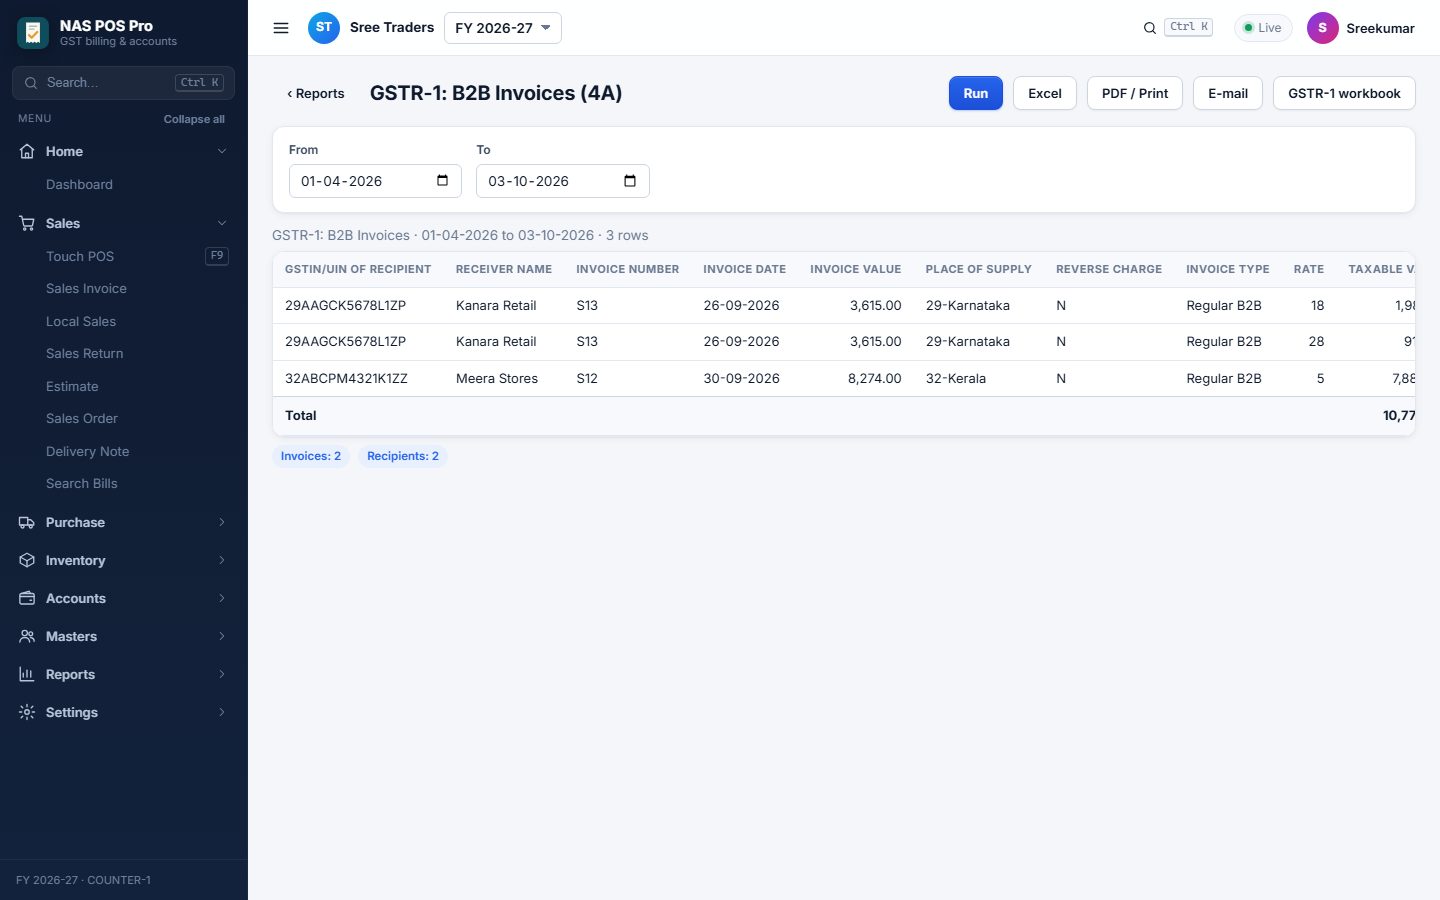 NAS POS Pro
GST billing & accounts
Search... Ctrl K
MENU Collapse all
Home
Dashboard
Sales
Touch POS F9
Sales Invoice
Local Sales
Sales Return
Estimate
Sales Order
Delivery Note
Search Bills
Purchase
Inventory
Accounts
Masters
Reports
Settings
FY 2026-27 · COUNTER-1
ST Sree Traders FY 2026-27 Ctrl K Live S Sreekumar
‹ Reports GSTR-1: B2B Invoices (4A) Run Excel PDF / Print E-mail GSTR-1 workbook
From To
01-04-2026 03-10-2026
GSTR-1: B2B Invoices · 01-04-2026 to 03-10-2026 · 3 rows
GSTIN/UIN OF RECIPIENT RECEIVER NAME INVOICE NUMBER INVOICE DATE INVOICE VALUE PLACE OF SUPPLY REVERSE CHARGE INVOICE TYPE RATE TAXABLE
29AAGCK5678L1ZP Kanara Retail S13 26-09-2026 3,615.00 29-Karnataka N Regular B2B 18 1,98
29AAGCK5678L1ZP Kanara Retail S13 26-09-2026 3,615.00 29-Karnataka N Regular B2B 28
32ABCPM4321K1ZZ Meera Stores S12 30-09-2026 8,274.00 32-Kerala N Regular B2B 5 7,88
Total 10,77
Invoices: 2 Recipients: 2